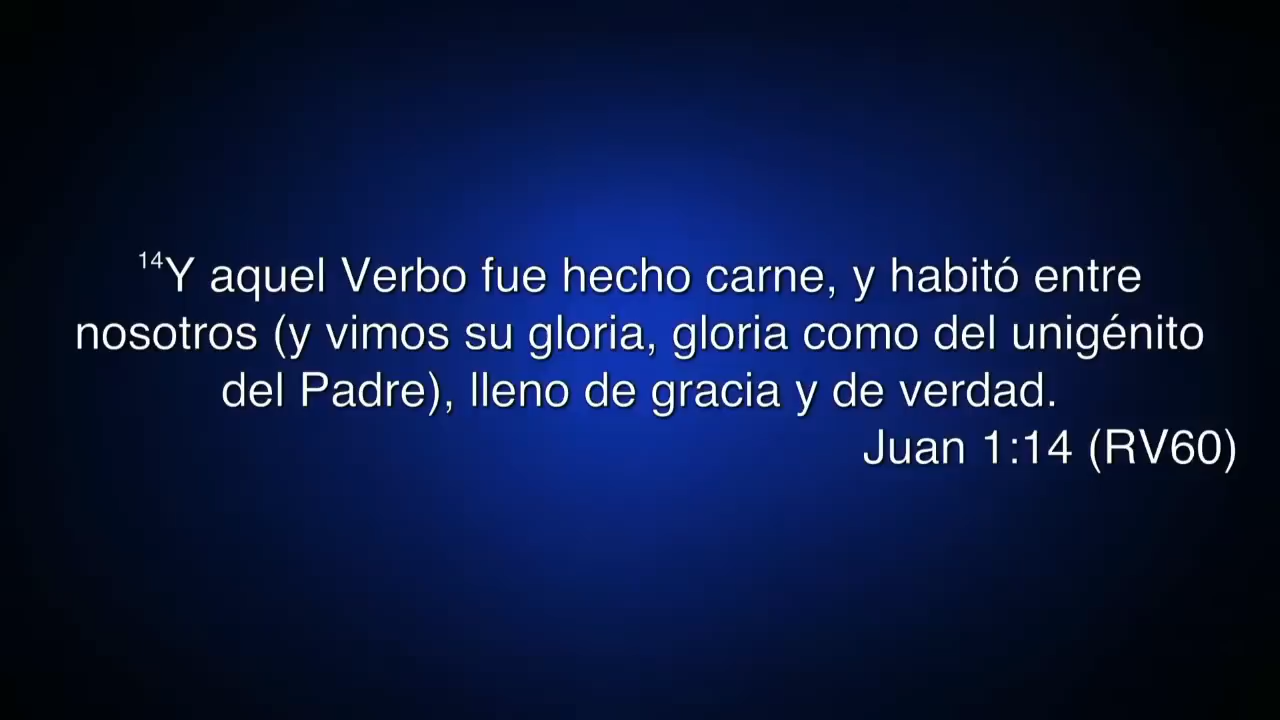 14Y aquel Verbo fue hecho carne, y habitó entre
nosotros (y vimos su gloria, gloria como del unigénito
del Padre), lleno de gracia y de verdad.
Juan 1:14 (RV60)